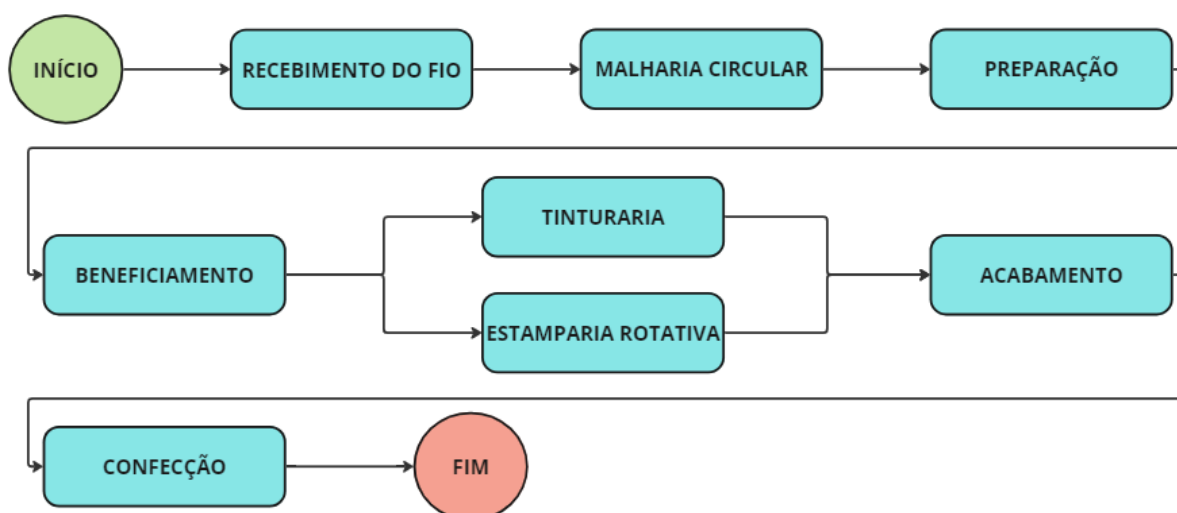 INÍCIO
RECEBIMENTO DO FIO
MALHARIA CIRCULAR
PREPARAÇÃO
BENEFICIAMENTO
TINTURARIA
ESTAMPARIA ROTATIVA
ACABAMENTO
CONFECÇÃO
FIM